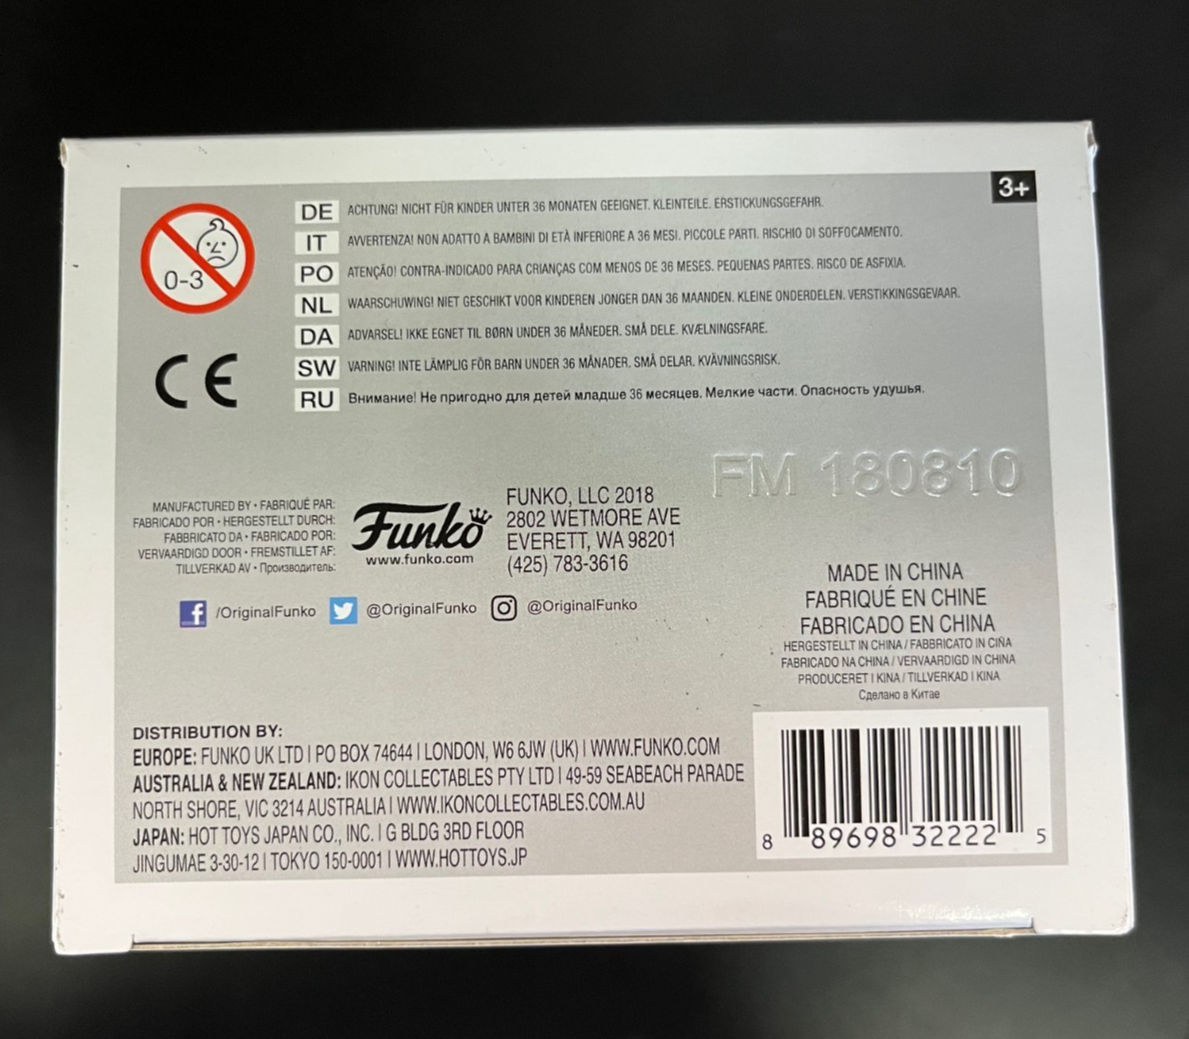 3+
0-3
DE ACHTUNG! NICHT FÜR KINDER UNTER 36 MONATEN GEEIGNET. KLEINTEILE. ERSTICKUNGSGEFAHR.
IT AVVERTENZA! NON ADATTO A BAMBINI DI ETÀ INFERIORE A 36 MESI. PICCOLE PARTI. RISCHIO DI SOFFOCAMENTO.
PO ATENÇÃO! CONTRA-INDICADO PARA CRIANÇAS COM MENOS DE 36 MESES. PEQUENAS PARTES. RISCO DE ASFIXIA.
NL WAARSCHUWING! NIET GESCHIKT VOOR KINDEREN JONGER DAN 36 MAANDEN. KLEINE ONDERDELEN. VERSTIKKINGSGEVAAR.
DA ADVARSEL! IKKE EGNET TIL BØRN UNDER 36 MÅNEDER. SMÅ DELE. KVÆLNINGSFARE.
SW VARNING! INTE LÄMPLIG FÖR BARN UNDER 36 MÅNADER. SMÅ DELAR. KVÄVNINGSRISK.
RU Внимание! Не пригодно для детей младше 36 месяцев. Мелкие части. Опасность удушья.
CE
FM 180810
MANUFACTURED BY • FABRIQUÉ PAR:
FABRICADO POR • HERGESTELLT DURCH:
FABBRICATO DA • FABRICADO POR:
VERVAARDIGD DOOR • FREMSTILLET AF:
TILLVERKAD AV • Производитель:
Funko
www.funko.com
FUNKO, LLC 2018
2802 WETMORE AVE
EVERETT, WA 98201
(425) 783-3616
/OriginalFunko @OriginalFunko @OriginalFunko
MADE IN CHINA
FABRIQUÉ EN CHINE
FABRICADO EN CHINA
HERGESTELLT IN CHINA / FABBRICATO IN CINA
FABRICADO NA CHINA / VERVAARDIGD IN CHINA
PRODUCERET I KINA / TILLVERKAD I KINA
Сделано в Китае
DISTRIBUTION BY:
EUROPE: FUNKO UK LTD | PO BOX 74644 | LONDON, W6 6JW (UK) | WWW.FUNKO.COM
AUSTRALIA & NEW ZEALAND: IKON COLLECTABLES PTY LTD | 49-59 SEABEACH PARADE
NORTH SHORE, VIC 3214 AUSTRALIA | WWW.IKONCOLLECTABLES.COM.AU
JAPAN: HOT TOYS JAPAN CO., INC. | G BLDG 3RD FLOOR
JINGUMAE 3-30-12 | TOKYO 150-0001 | WWW.HOTTOYS.JP
8 89698 32222 5